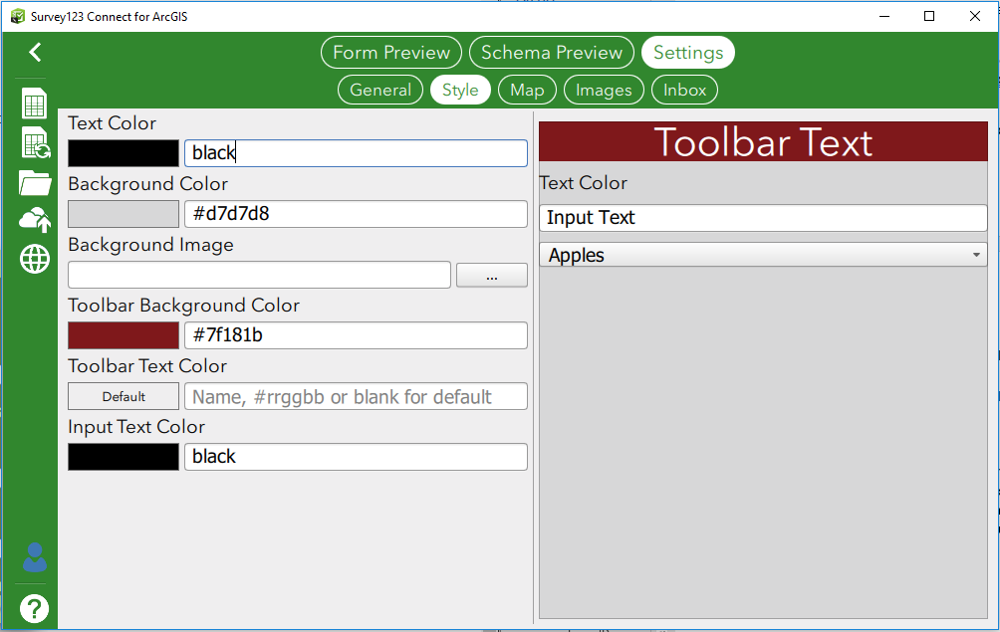 Survey123 Connect for ArcGIS
Form Preview Schema Preview Settings
General Style Map Images Inbox
Text Color
black
Background Color
#d7d7d8
Background Image
...
Toolbar Background Color
#7f181b
Toolbar Text Color
Default Name, #rrggbb or blank for default
Input Text Color
black
Toolbar Text
Text Color
Input Text
Apples
?